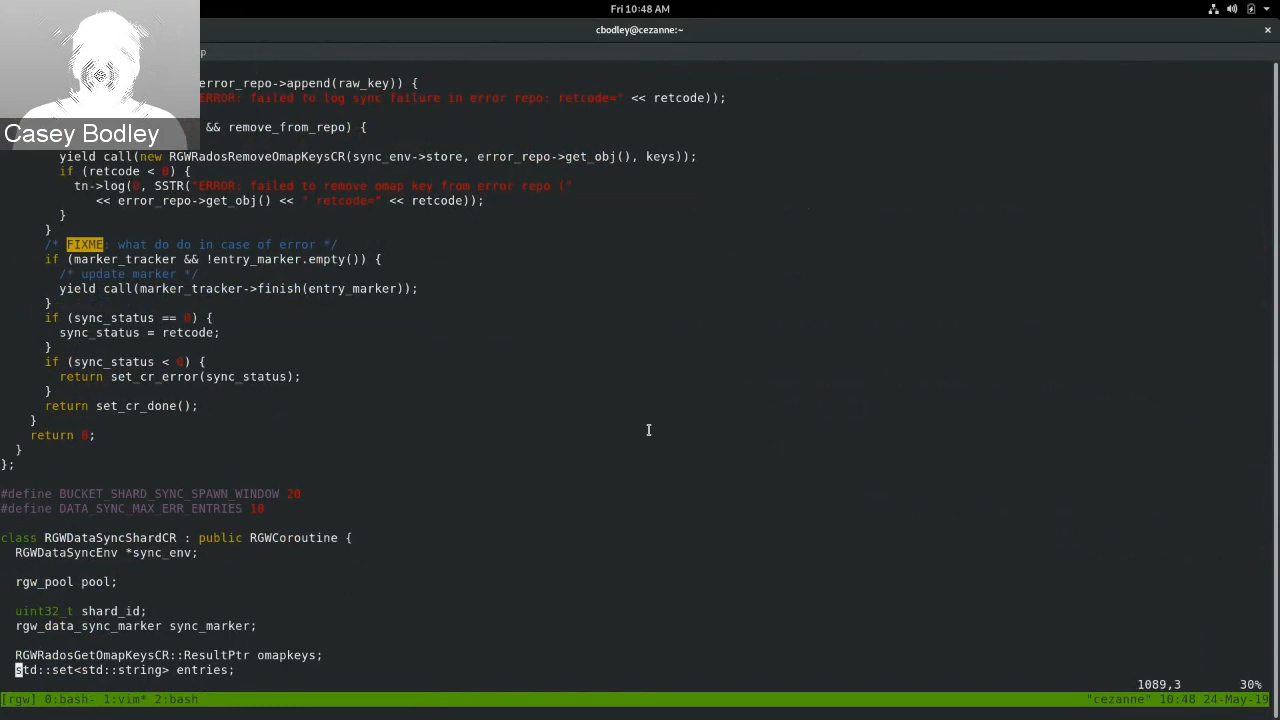 Fri 10:48 AM
cbodley@cezanne:~
p
error_repo->append(raw_key)) {
ERROR: failed to log sync failure in error repo: retcode=" << retcode));
Casey Bodley
&& remove_from_repo) {
yield call(new RGWRadosRemoveOmapKeysCR(sync_env->store, error_repo->get_obj(), keys));
if (retcode < 0) {
tn->log(0, SSTR("ERROR: failed to remove omap key from error repo ("
<< error_repo->get_obj() << " retcode=" << retcode));
}
}
/* FIXME: what do do in case of error */
if (marker_tracker && !entry_marker.empty()) {
/* update marker */
yield call(marker_tracker->finish(entry_marker));
}
if (sync_status == 0) {
sync_status = retcode;
}
if (sync_status < 0) {
return set_cr_error(sync_status);
}
return set_cr_done();
}
return 0;
}
};
#define BUCKET_SHARD_SYNC_SPAWN_WINDOW 20
#define DATA_SYNC_MAX_ERR_ENTRIES 10
class RGWDataSyncShardCR : public RGWCoroutine {
RGWDataSyncEnv *sync_env;
rgw_pool pool;
uint32_t shard_id;
rgw_data_sync_marker sync_marker;
RGWRadosGetOmapKeysCR::ResultPtr omapkeys;
std::set<std::string> entries;
1089,3 30%
[rgw] 0:bash- 1:vim* 2:bash "cezanne" 10:48 24-May-19